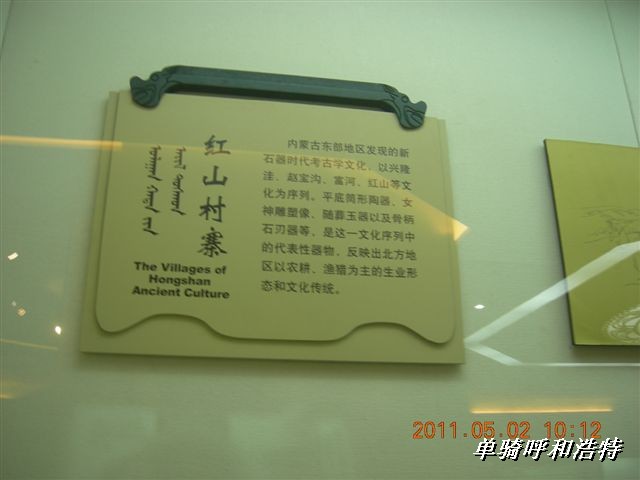 红山村寨
The Villages of
Hongshan
Ancient Culture
内蒙古东部地区发现的新
石器时代考古学文化，以兴隆
洼、赵宝沟、富河、红山等文
化为序列。平底筒形陶器、女
神雕塑像、随葬玉器以及骨柄
石刃器等，是这一文化序列中
的代表性器物，反映出北方地
区以农耕、渔猎为主的生业形
态和文化传统。
2011.05.02 10:12
单骑呼和浩特